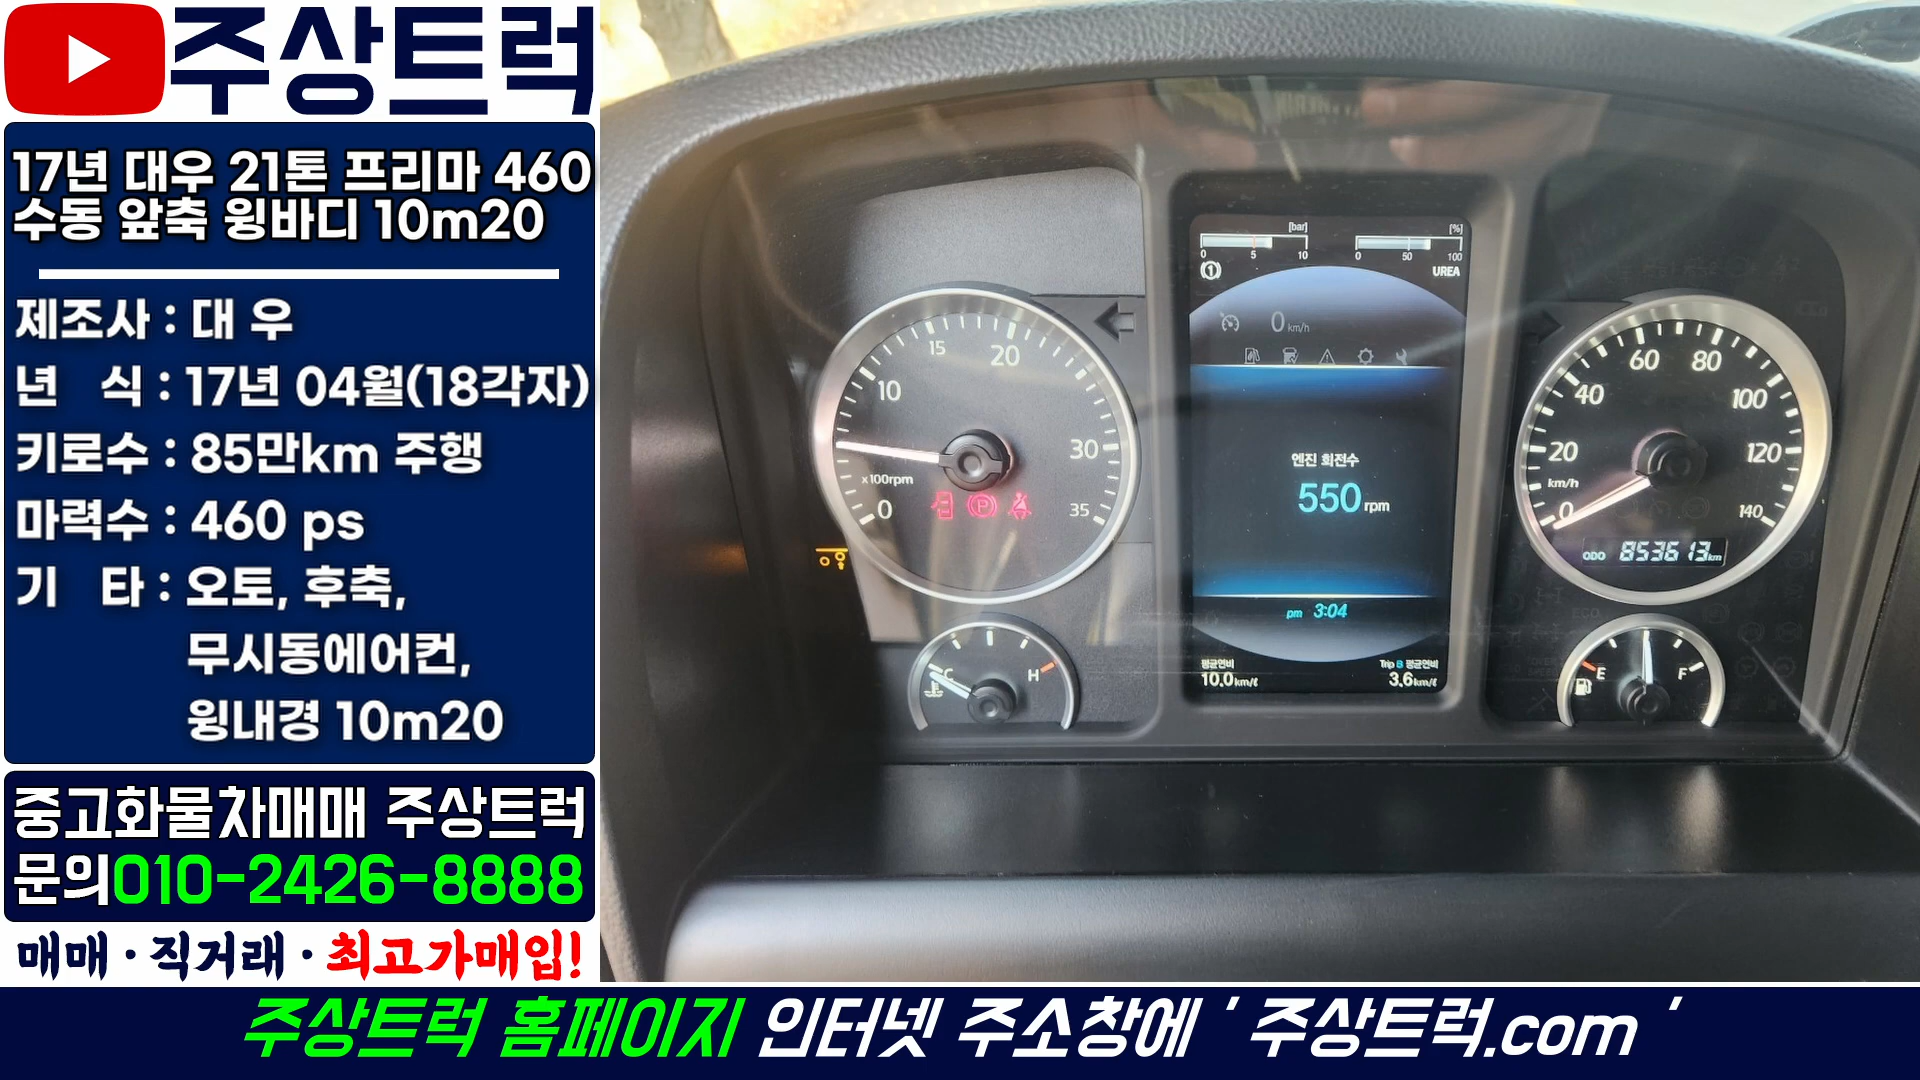 주상트럭
17년 대우 21톤 프리마 460
수동 앞축 윙바디 10m20
제조사 : 대 우
년 식 : 17년 04월(18각자)
키로수 : 85만km 주행
마력수 : 460 ps
기 타 : 오토, 후축,
무시동에어컨,
윙내경 10m20
중고화물차매매 주상트럭
문의010-2426-8888
매매 · 직거래 · 최고가매입!
주상트럭 홈페이지 인터넷 주소창에 ' 주상트럭.com '
0 10 15 20 30 35
x100rpm
P
C H
[bar] [%]
0 5 10 0 50 100
1 UREA
0 km/h
엔진 회전수
550 rpm
pm 3:04
평균연비 Trip B 평균연비
10.0 km/ℓ 3.6 km/ℓ
0 20 40 60 80 100 120 140
km/h
ODO 853613 km
E F